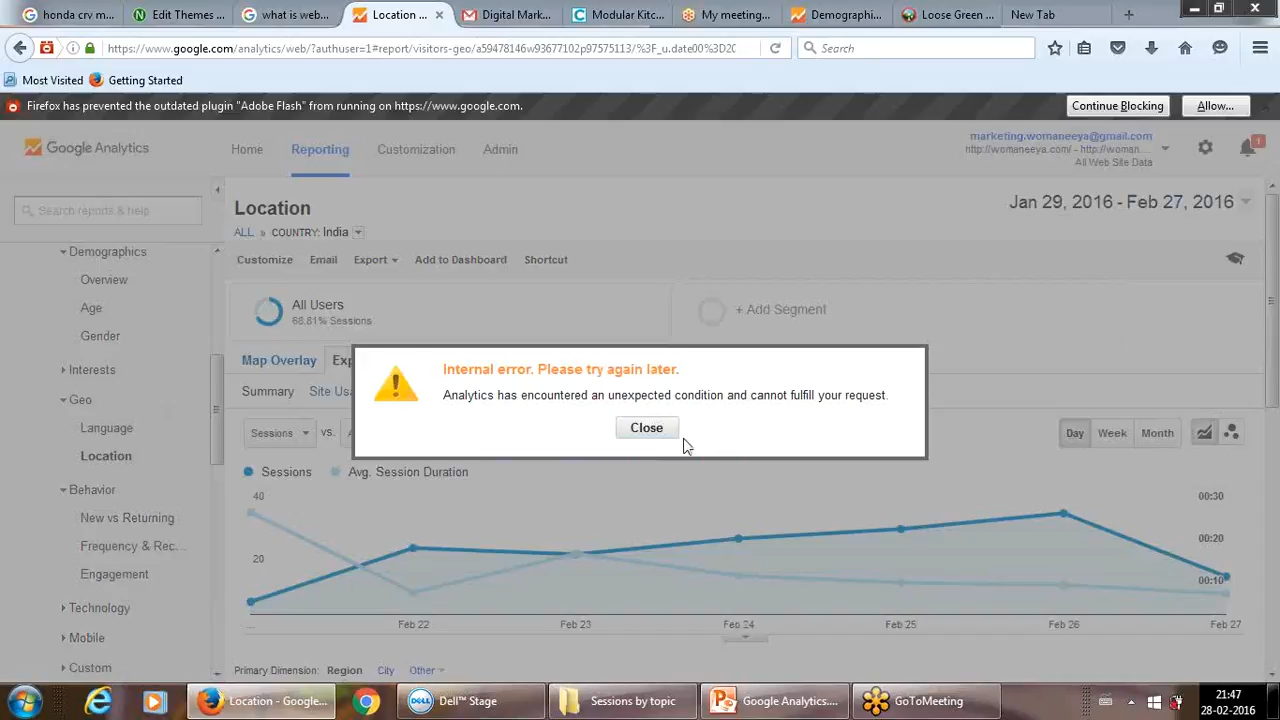 honda crv m...
Edit Themes ...
what is web...
Location ...
Digital Mark...
Modular Kitc...
My meeting...
Demographi...
Loose Green ...
New Tab
https://www.google.com/analytics/web/?authuser=1#report/visitors-geo/a59478146w93677102p97575113/%3F_u.date00%3D20
Search
Most Visited
Getting Started
Firefox has prevented the outdated plugin "Adobe Flash" from running on https://www.google.com.
Continue Blocking
Allow...
Google Analytics
Home
Reporting
Customization
Admin
marketing.womaneeya@gmail.com
http://womaneeya.com/ - http://woman....
All Web Site Data
1
Search reports & help
Location
Jan 29, 2016 - Feb 27, 2016
ALL » COUNTRY: India
Customize
Email
Export
Add to Dashboard
Shortcut
Demographics
Overview
Age
Gender
Interests
Geo
Language
Location
Behavior
New vs Returning
Frequency & Rec...
Engagement
Technology
Mobile
Custom
All Users
68.81% Sessions
+ Add Segment
Map Overlay
Exp
Summary
Site Us
Internal error. Please try again later.
Analytics has encountered an unexpected condition and cannot fulfill your request.
Close
Sessions
vs.
Day
Week
Month
Sessions
Avg. Session Duration
40
20
00:30
00:20
00:10
...
Feb 22
Feb 23
Feb 24
Feb 25
Feb 26
Feb 27
Primary Dimension:
Region
City
Other
Location - Google...
Dell™ Stage
Sessions by topic
Google Analytics....
GoToMeeting
21:47
28-02-2016